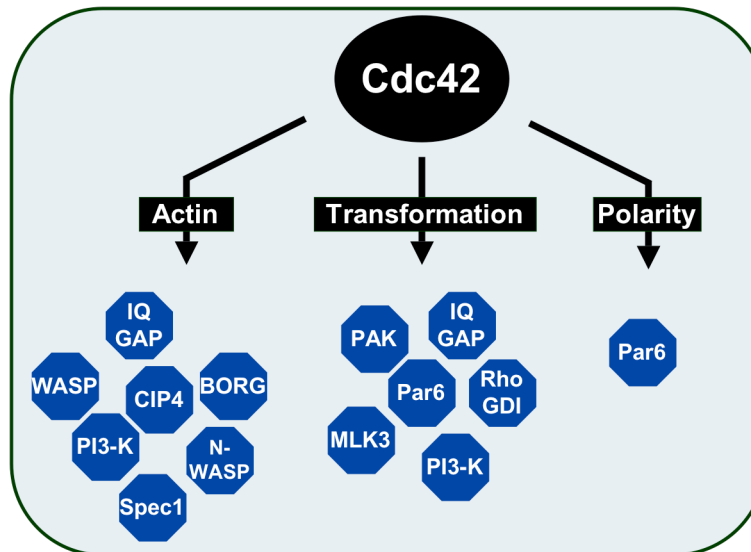 Cdc42
Actin
Transformation
Polarity
IQ
GAP
WASP
CIP4
BORG
PI3-K
N-
WASP
Spec1
PAK
IQ
GAP
Par6
Rho
GDI
MLK3
PI3-K
Par6